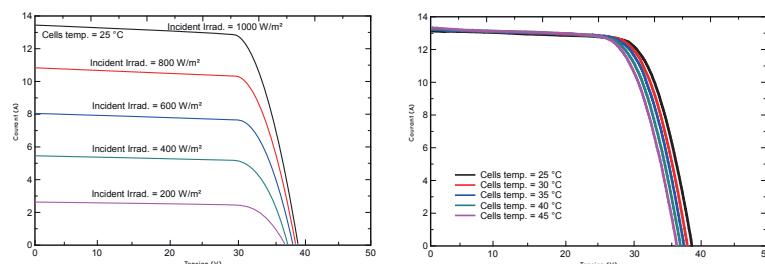 14
12
10
8
6
4
2
0
Courant (A)
Incident Irrad. = 1000 W/m²
Cells temp. = 25 °C
Incident Irrad. = 800 W/m²
Incident Irrad. = 600 W/m²
Incident Irrad. = 400 W/m²
Incident Irrad. = 200 W/m²
0 10 20 30 40 50
14
12
10
8
6
4
2
0
Courant (A)
Cells temp. = 25 °C
Cells temp. = 30 °C
Cells temp. = 35 °C
Cells temp. = 40 °C
Cells temp. = 45 °C
0 10 20 30 40 50